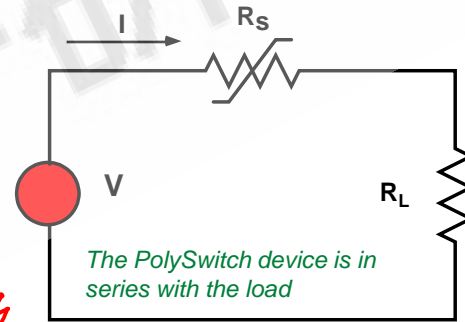 I
RS
V
RL
The PolySwitch device is in
series with the load